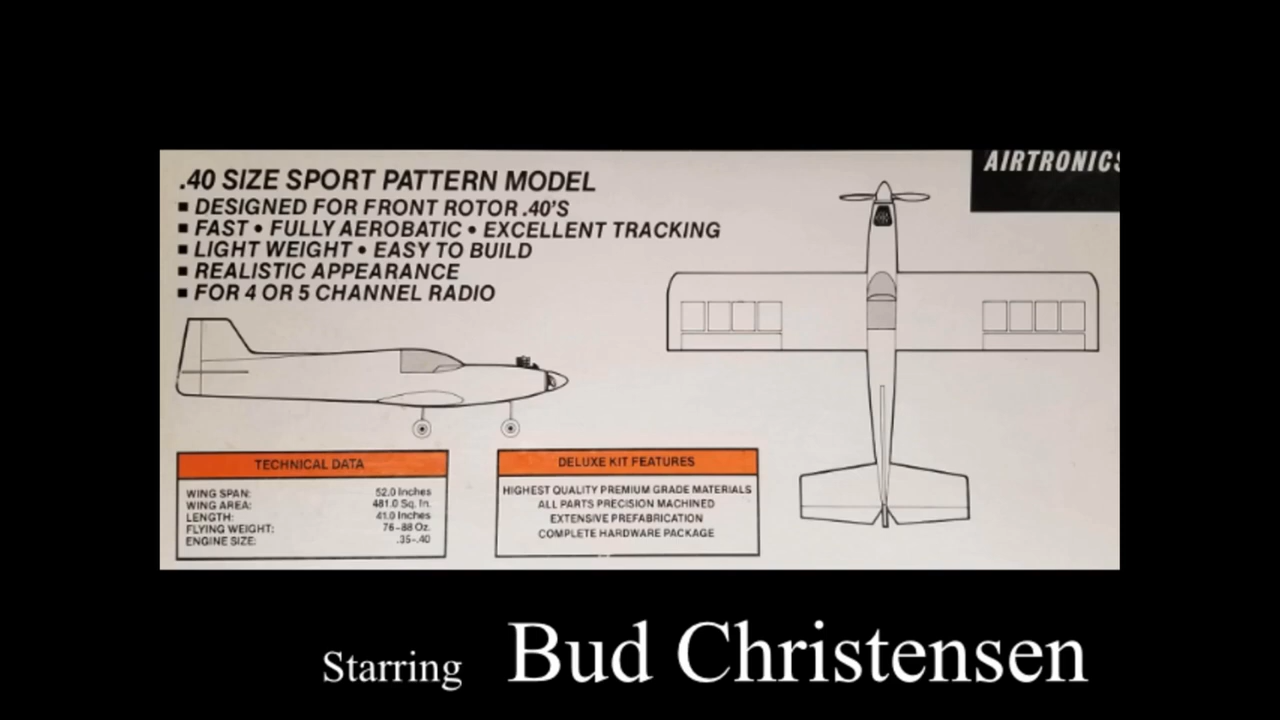 AIRTRONICS
.40 SIZE SPORT PATTERN MODEL
▪ DESIGNED FOR FRONT ROTOR .40'S
▪ FAST • FULLY AEROBATIC • EXCELLENT TRACKING
▪ LIGHT WEIGHT • EASY TO BUILD
▪ REALISTIC APPEARANCE
▪ FOR 4 OR 5 CHANNEL RADIO
TECHNICAL DATA
WING SPAN: 52.0 Inches
WING AREA: 481.0 Sq. In.
LENGTH: 41.0 Inches
FLYING WEIGHT: 76-88 Oz.
ENGINE SIZE: .35-.40
DELUXE KIT FEATURES
HIGHEST QUALITY PREMIUM GRADE MATERIALS
ALL PARTS PRECISION MACHINED
EXTENSIVE PREFABRICATION
COMPLETE HARDWARE PACKAGE
Starring Bud Christensen